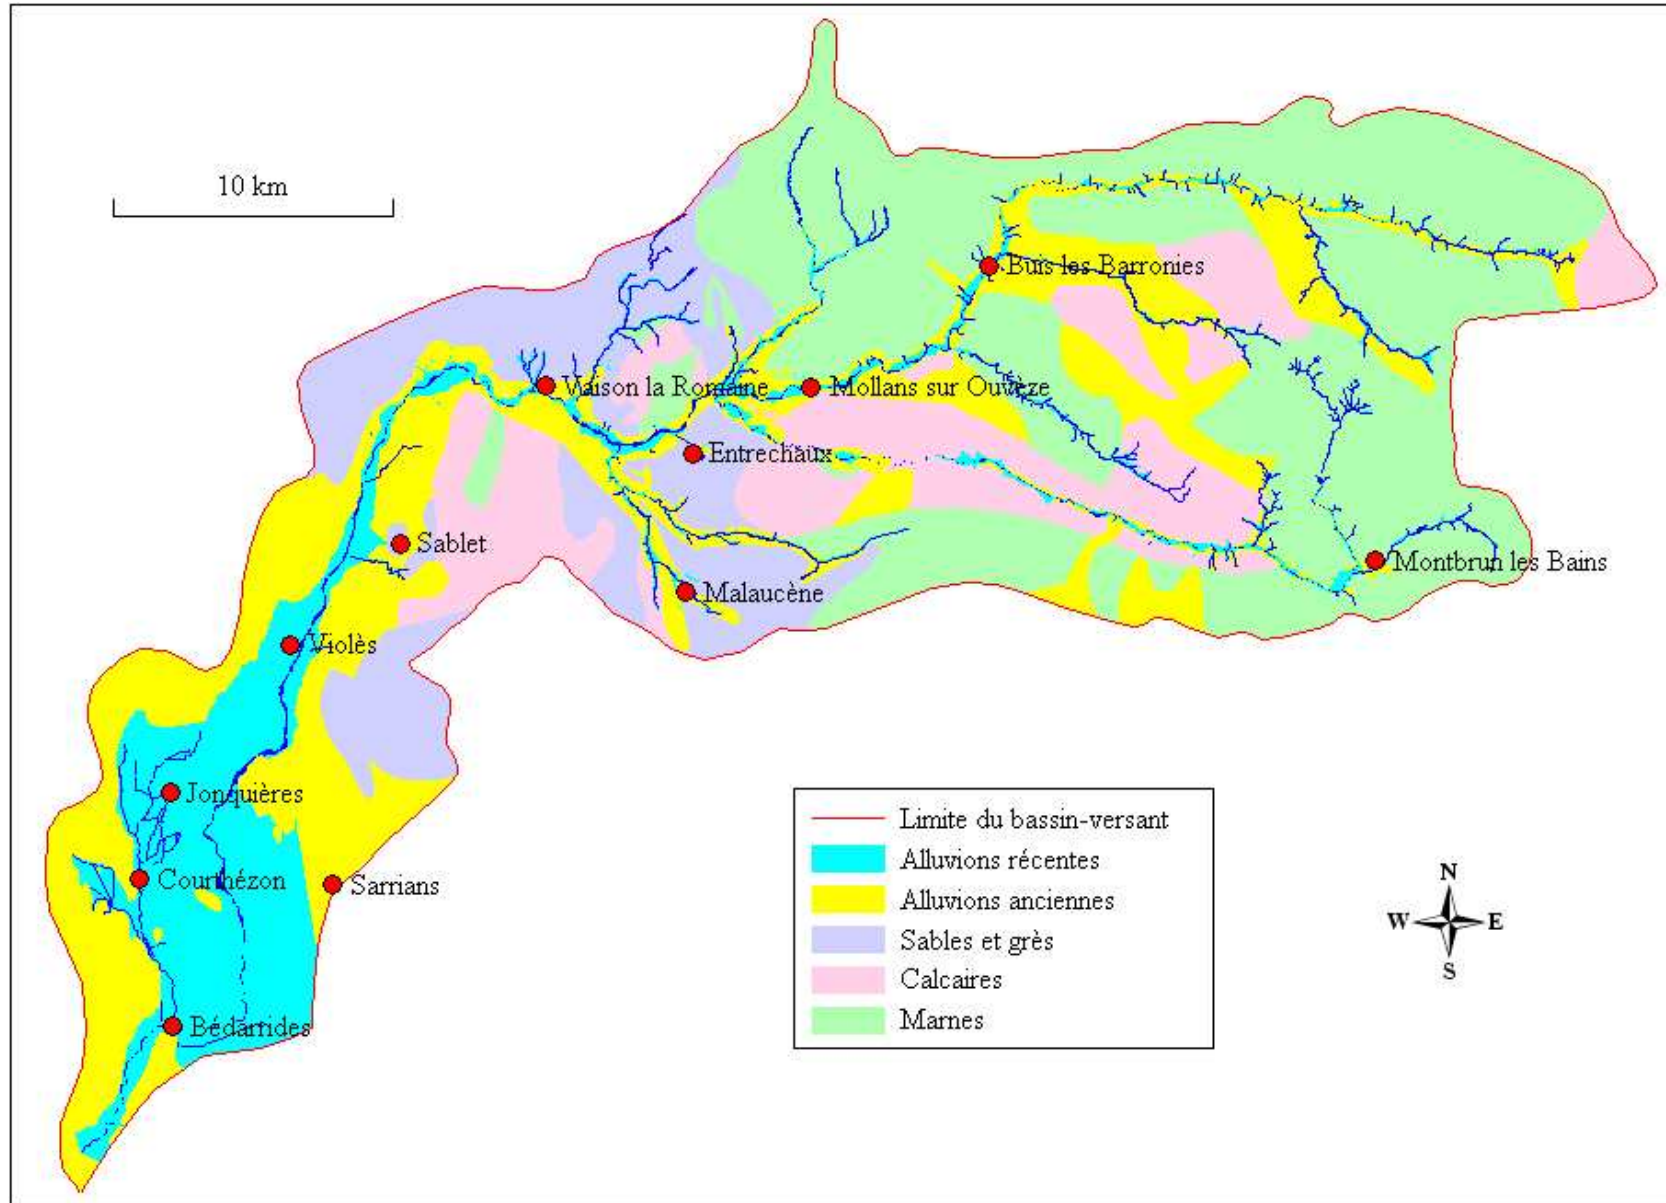 10 km
Buis les Barronies
Vaison la Romaine
Mollans sur Ouvèze
Entrechaux
Sablet
Montbrun les Bains
Malaucène
Violès
Jonquières
Courthézon
Sarrians
Bédarrides
Limite du bassin-versant
Alluvions récentes
Alluvions anciennes
Sables et grès
Calcaires
Marnes
N
W
E
S